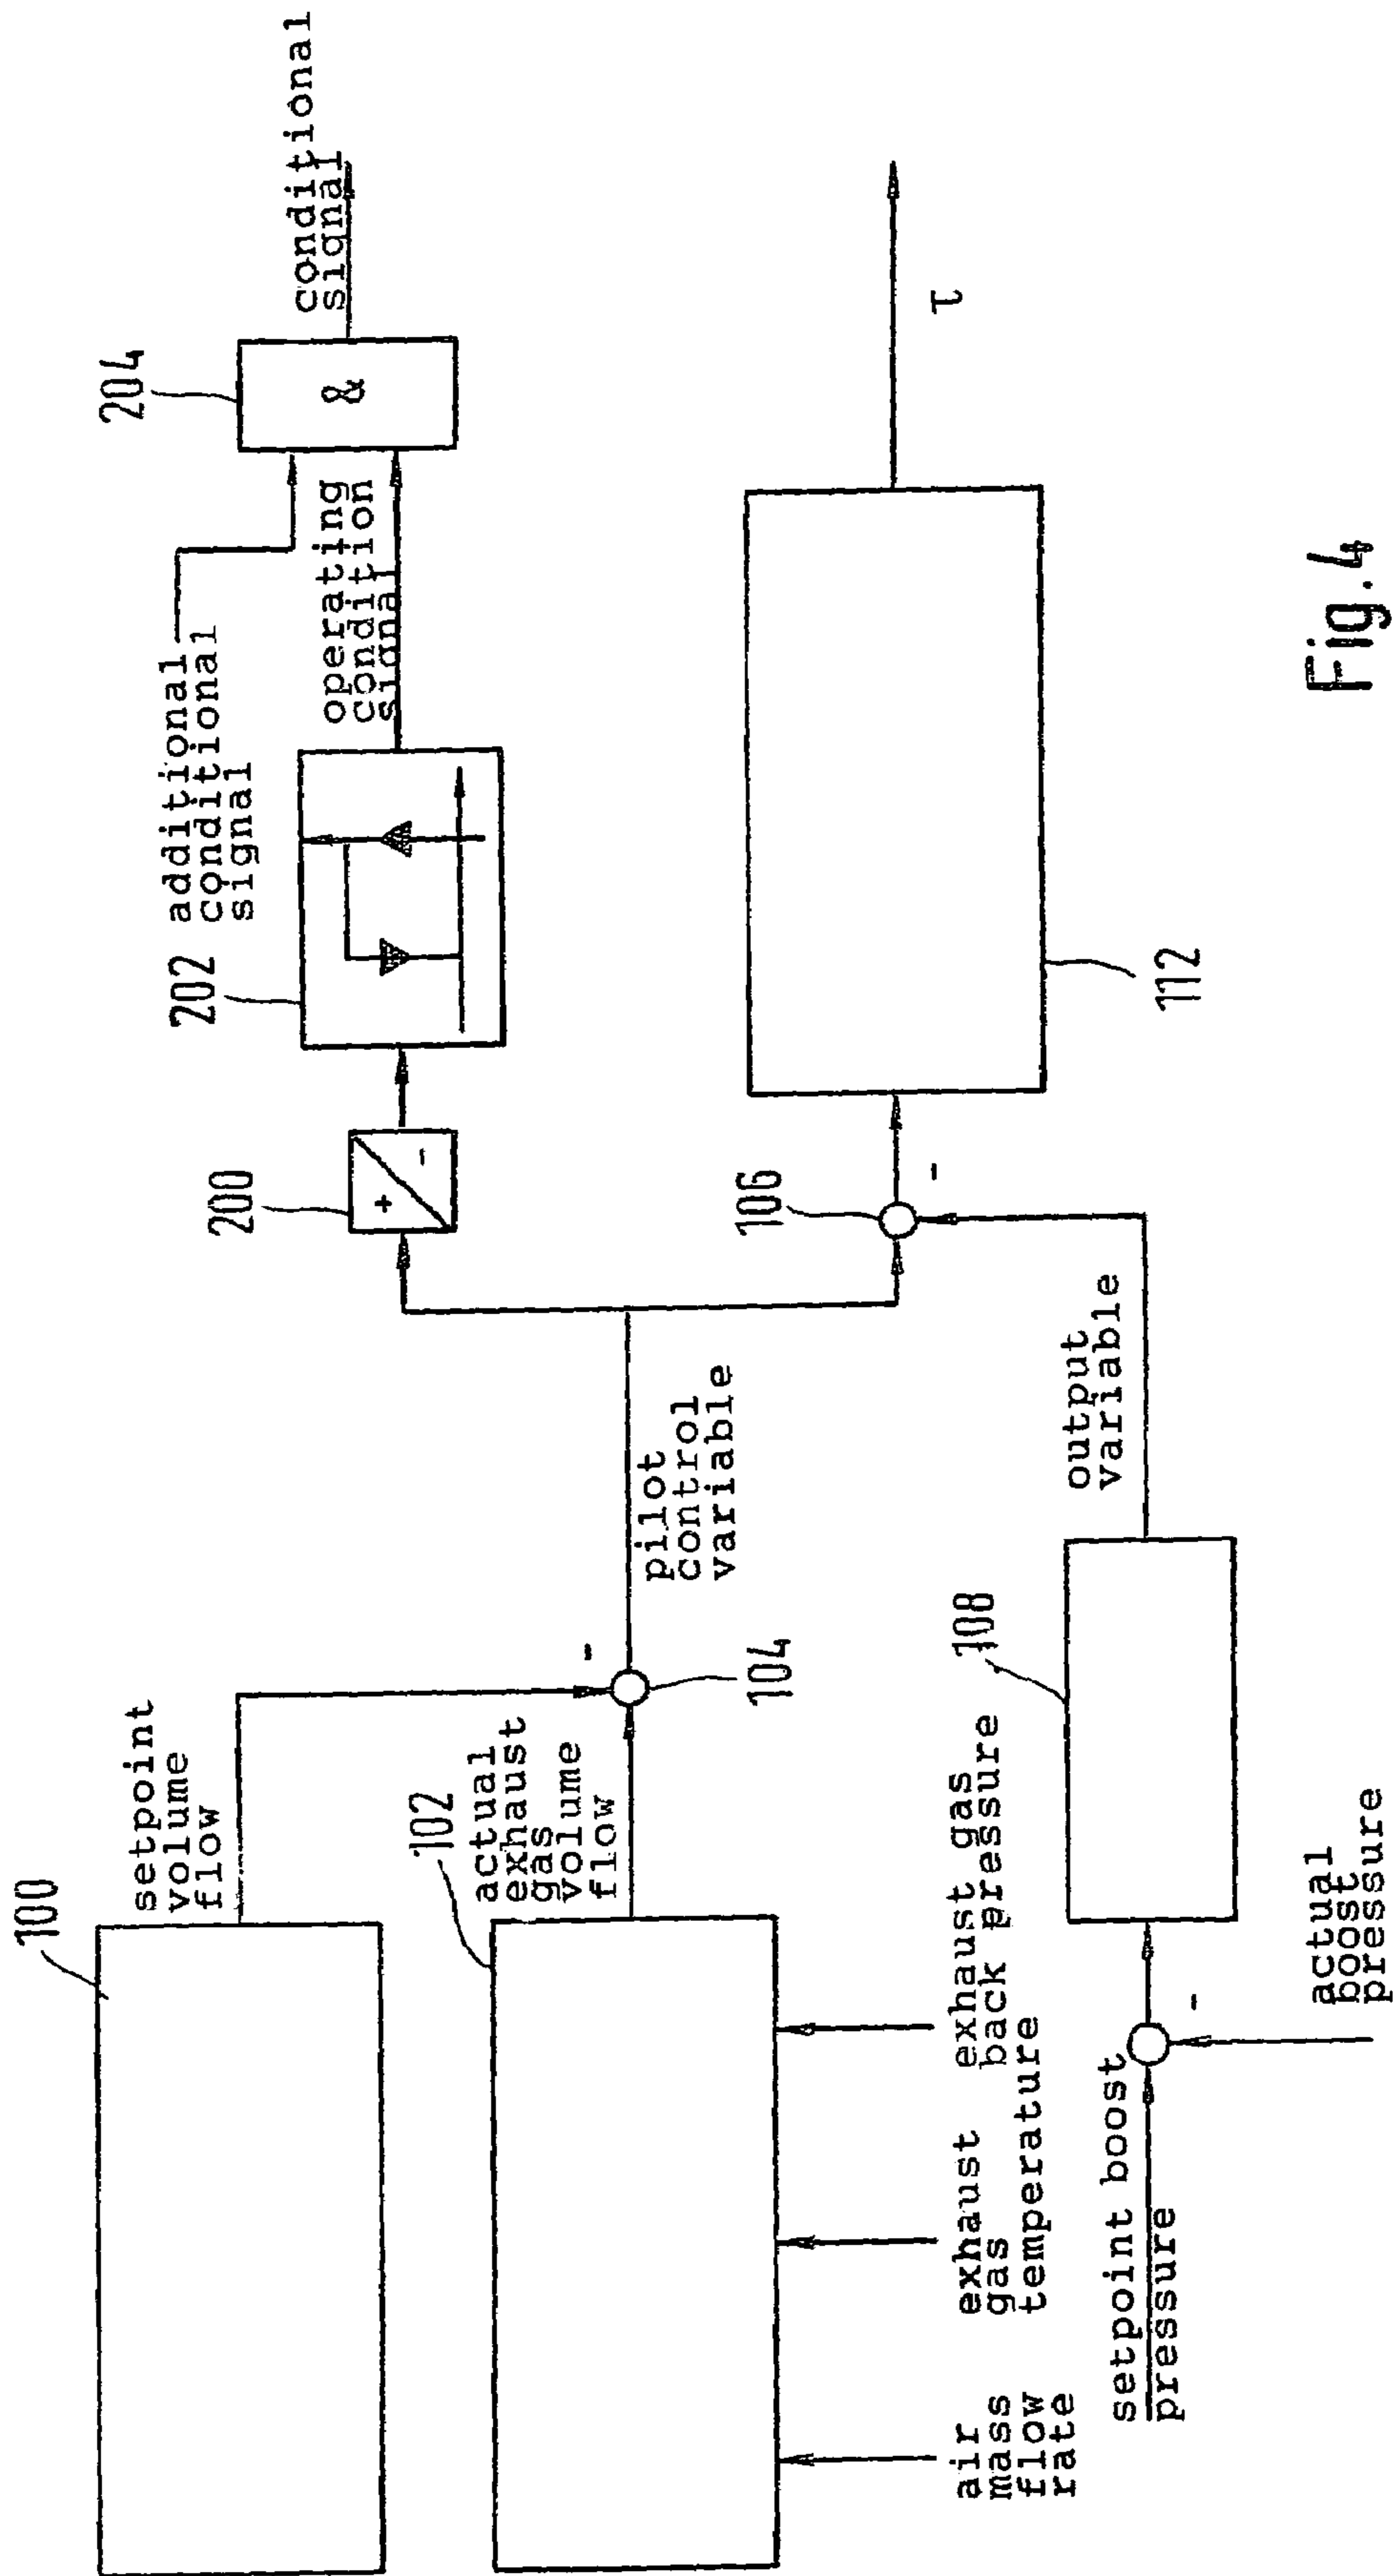 100
setpoint
volume
flow
102
actual
exhaust
gas
volume
flow
air
mass
flow
rate
exhaust
gas
temperature
exhaust gas
back pressure
-
104
pilot
control
variable
200
+
-
202
additional
conditional
signal
operating
condition
signal
204
&
conditional
signal
106
-
112
τ
setpoint boost
pressure
-
actual
boost
pressure
108
output
variable
Fig. 4